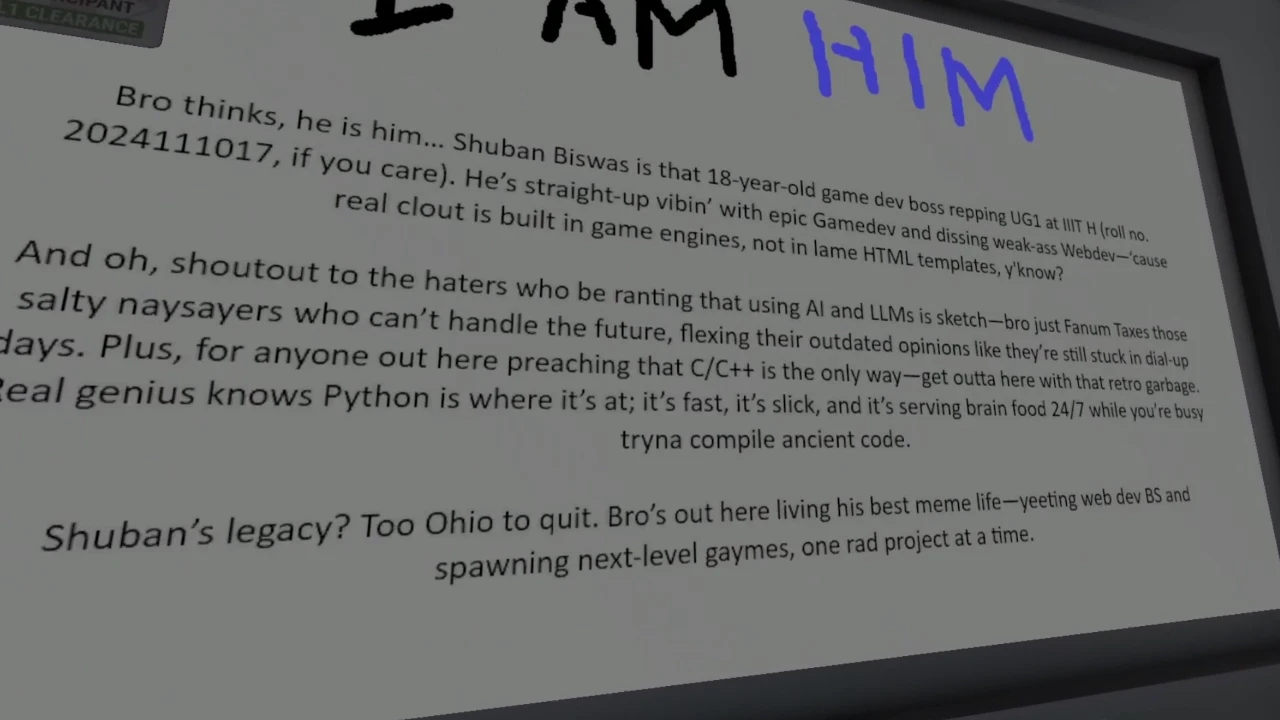 CIPANT
L1 CLEARANCE
I AM HIM
Bro thinks, he is him... Shuban Biswas is that 18-year-old game dev boss repping UG1 at IIIT H (roll no.
2024111017, if you care). He's straight-up vibin' with epic Gamedev and dissing weak-ass Webdev—'cause
real clout is built in game engines, not in lame HTML templates, y'know?
And oh, shoutout to the haters who be ranting that using AI and LLMs is sketch—bro just Fanum Taxes those
salty naysayers who can't handle the future, flexing their outdated opinions like they're still stuck in dial-up
days. Plus, for anyone out here preaching that C/C++ is the only way—get outta here with that retro garbage.
Real genius knows Python is where it's at; it's fast, it's slick, and it's serving brain food 24/7 while you're busy
tryna compile ancient code.
Shuban's legacy? Too Ohio to quit. Bro's out here living his best meme life—yeeting web dev BS and
spawning next-level gaymes, one rad project at a time.